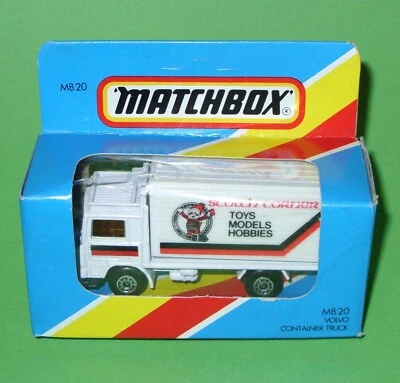 MB 20
MATCHBOX
®
SCOTCH CORNER
TOYS
MODELS
HOBBIES
MB 20
VOLVO
CONTAINER TRUCK